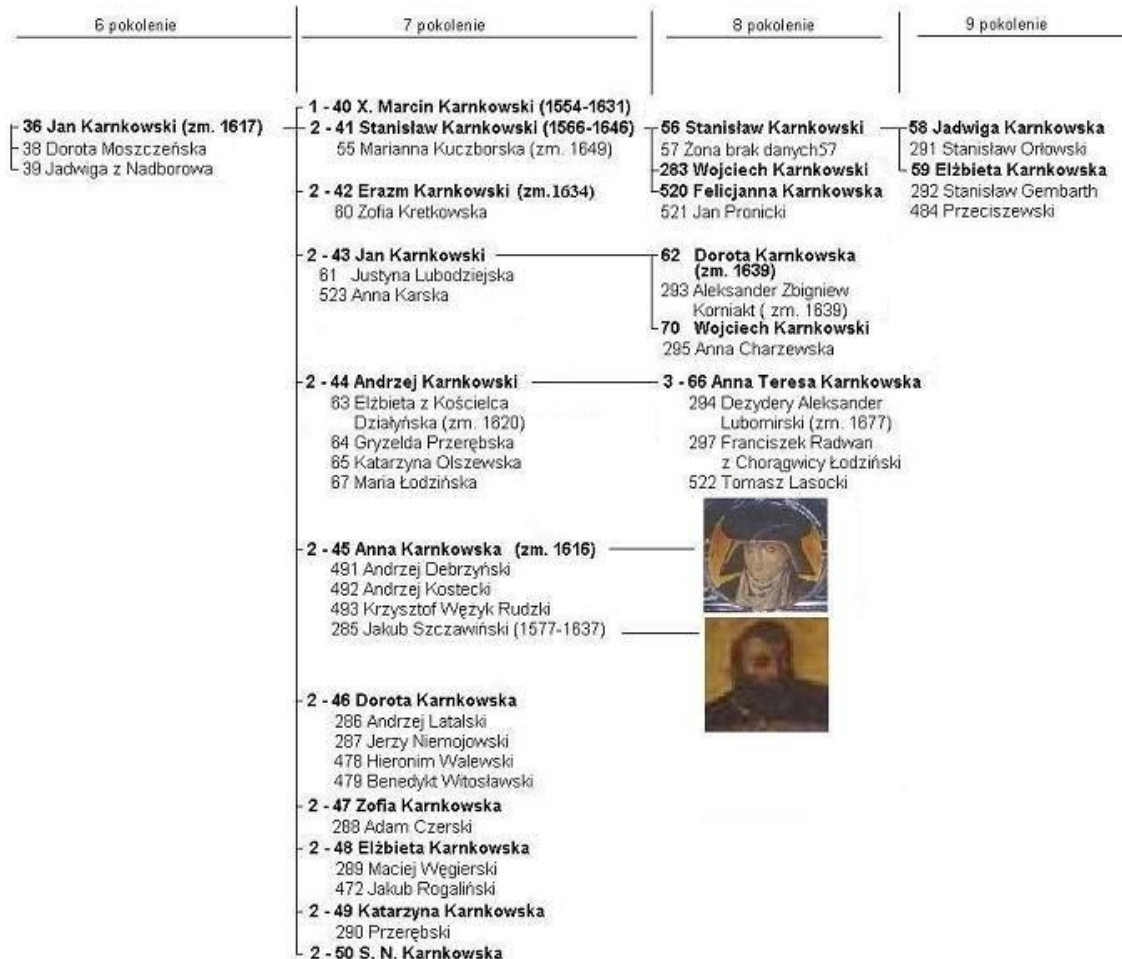 6 pokolenie
7 pokolenie
8 pokolenie
9 pokolenie
36 Jan Karnkowski (zm. 1617)
38 Dorota Moszczeńska
39 Jadwiga z Nadborowa
1 - 40 X. Marcin Karnkowski (1554-1631)
2 - 41 Stanisław Karnkowski (1566-1646)
55 Marianna Kuczborska (zm. 1649)
2 - 42 Erazm Karnkowski (zm.1634)
60 Zofia Kretkowska
2 - 43 Jan Karnkowski
61 Justyna Lubodziejska
523 Anna Karska
2 - 44 Andrzej Karnkowski
63 Elżbieta z Kościelca
Działyńska (zm. 1620)
64 Gryzelda Przerębska
65 Katarzyna Olszewska
67 Maria Łodzińska
2 - 45 Anna Karnkowska (zm. 1616)
491 Andrzej Debrzyński
492 Andrzej Kostecki
493 Krzysztof Wężyk Rudzki
285 Jakub Szczawiński (1577-1637)
2 - 46 Dorota Karnkowska
286 Andrzej Latalski
287 Jerzy Niemojowski
478 Hieronim Walewski
479 Benedykt Witosławski
2 - 47 Zofia Karnkowska
288 Adam Czerski
2 - 48 Elżbieta Karnkowska
289 Maciej Węgierski
472 Jakub Rogaliński
2 - 49 Katarzyna Karnkowska
290 Przerębski
2 - 50 S. N. Karnkowska
56 Stanisław Karnkowski
57 Żona brak danych57
283 Wojciech Karnkowski
520 Felicjanna Karnkowska
521 Jan Pronicki
62 Dorota Karnkowska
(zm. 1639)
293 Aleksander Zbigniew
Korniakt ( zm. 1639)
70 Wojciech Karnkowski
295 Anna Charzewska
3 - 66 Anna Teresa Karnkowska
294 Dezydery Aleksander
Lubomirski (zm. 1677)
297 Franciszek Radwan
z Chorągwicy Łodziński
522 Tomasz Lasocki
58 Jadwiga Karnkowska
291 Stanisław Orłowski
59 Elżbieta Karnkowska
292 Stanisław Gembarth
484 Przeciszewski